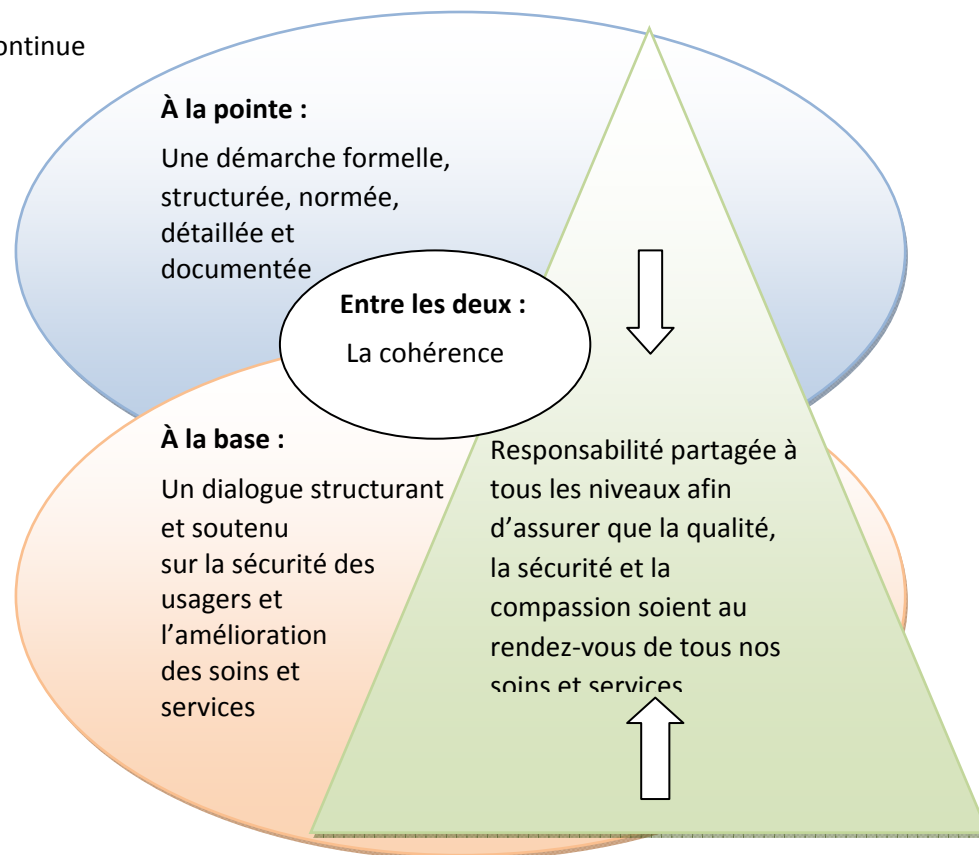 ontinue
À la pointe :
Une démarche formelle,
structurée, normée,
détaillée et
documentée
Entre les deux :
La cohérence
À la base :
Un dialogue structurant
et soutenu
sur la sécurité des
usagers et
l’amélioration
des soins et
services
Responsabilité partagée à
tous les niveaux afin
d’assurer que la qualité,
la sécurité et la
compassion soient au
rendez-vous de tous nos
soins et services